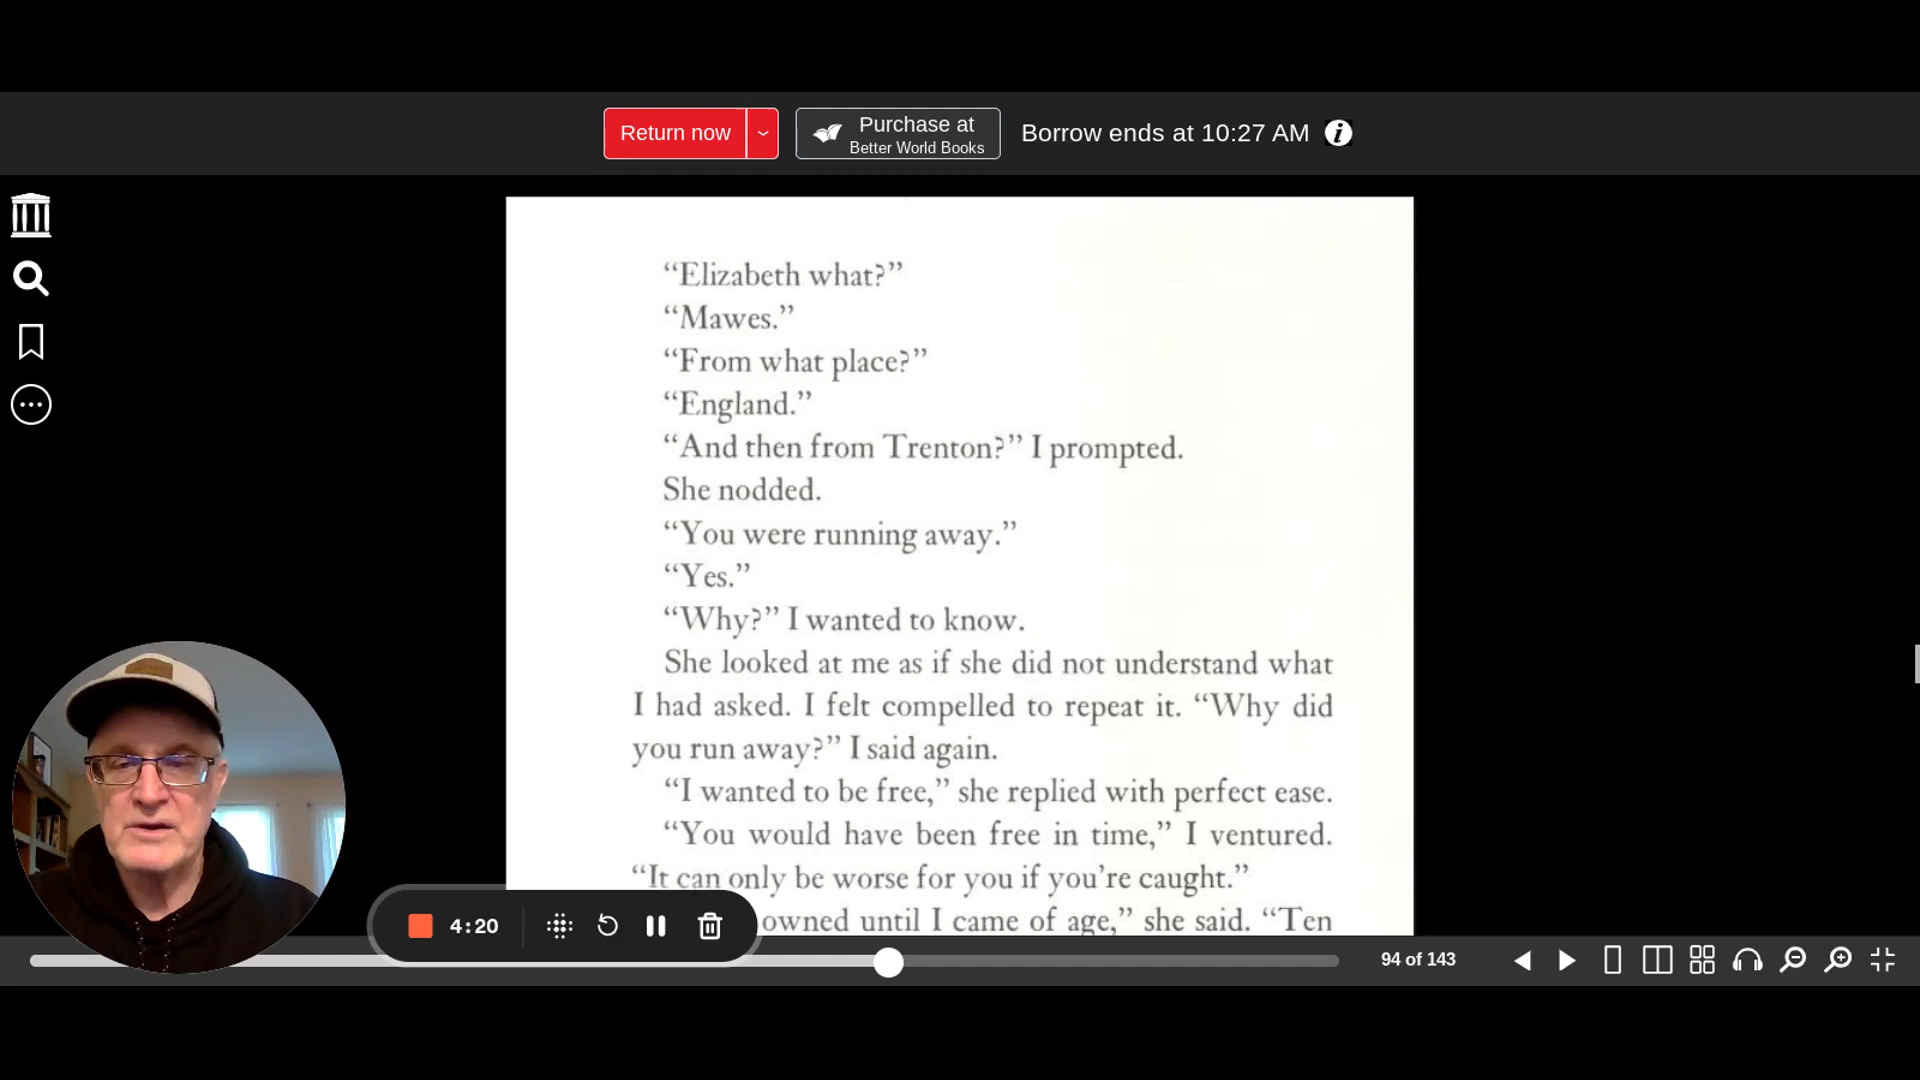 Return now
Purchase at
Better World Books
Borrow ends at 10:27 AM
“Elizabeth what?”
“Mawes.”
“From what place?”
“England.”
“And then from Trenton?” I prompted.
She nodded.
“You were running away.”
“Yes.”
“Why?” I wanted to know.
She looked at me as if she did not understand what
I had asked. I felt compelled to repeat it. “Why did
you run away?” I said again.
“I wanted to be free,” she replied with perfect ease.
“You would have been free in time,” I ventured.
“It can only be worse for you if you’re caught.”
owned until I came of age,” she said. “Ten
4:20
94 of 143